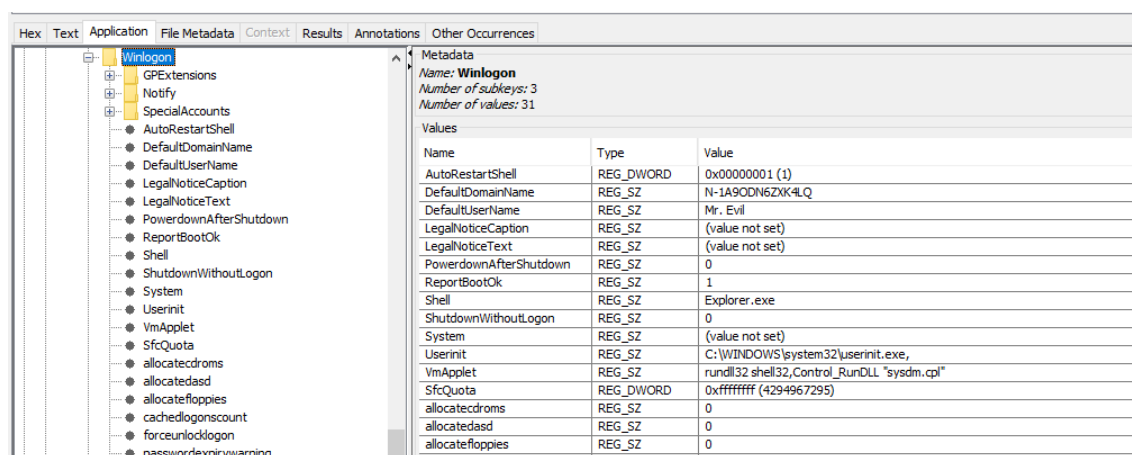 Hex Text Application File Metadata Context Results Annotations Other Occurrences
Winlogon
GPExtensions
Notify
SpecialAccounts
AutoRestartShell
DefaultDomainName
DefaultUserName
LegalNoticeCaption
LegalNoticeText
PowerdownAfterShutdown
ReportBootOk
Shell
ShutdownWithoutLogon
System
Userinit
VmApplet
SfcQuota
allocatecdroms
allocatedasd
allocatefloppies
cachedlogonscount
forceunlocklogon
passwordexpirywarning
Metadata
Name: Winlogon
Number of subkeys: 3
Number of values: 31
Values
Name Type Value
AutoRestartShell REG_DWORD 0x00000001 (1)
DefaultDomainName REG_SZ N-1A9ODN6ZXK4LQ
DefaultUserName REG_SZ Mr. Evil
LegalNoticeCaption REG_SZ (value not set)
LegalNoticeText REG_SZ (value not set)
PowerdownAfterShutdown REG_SZ 0
ReportBootOk REG_SZ 1
Shell REG_SZ Explorer.exe
ShutdownWithoutLogon REG_SZ 0
System REG_SZ (value not set)
Userinit REG_SZ C:\WINDOWS\system32\userinit.exe,
VmApplet REG_SZ rundll32 shell32,Control_RunDLL "sysdm.cpl"
SfcQuota REG_DWORD 0xffffffff (4294967295)
allocatecdroms REG_SZ 0
allocatedasd REG_SZ 0
allocatefloppies REG_SZ 0